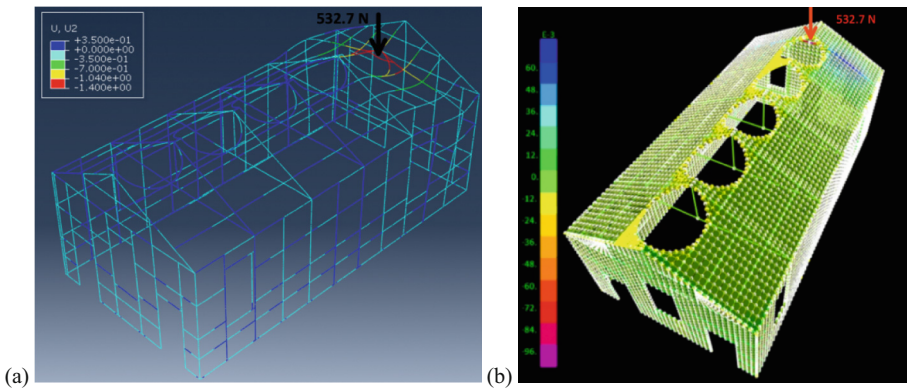 532.7 N
U, U2
+3.500e-01
+0.000e+00
-3.500e-01
-7.000e-01
-1.040e+00
-1.400e+00
(a)
532.7 N
E-3
60.
48.
36.
24.
12.
0.
-12.
-24.
-36.
-48.
-60.
-72.
-84.
-96.
(b)